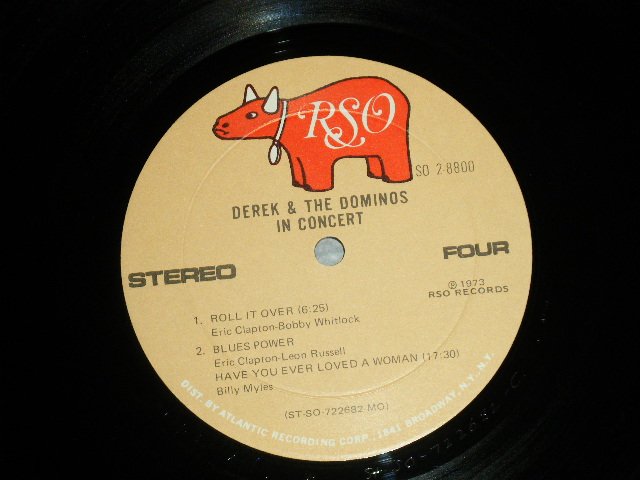 RSO
SO 2-8800
DEREK & THE DOMINOS
IN CONCERT
STEREO
FOUR
℗ 1973
RSO RECORDS
1. ROLL IT OVER (6:25)
Eric Clapton-Bobby Whitlock
2. BLUES POWER
Eric Clapton-Leon Russell
HAVE YOU EVER LOVED A WOMAN (17:30)
Billy Myles
(ST-SO-722682-MO)
DIST. BY ATLANTIC RECORDING CORP., 1841 BROADWAY, N.Y. N.Y.